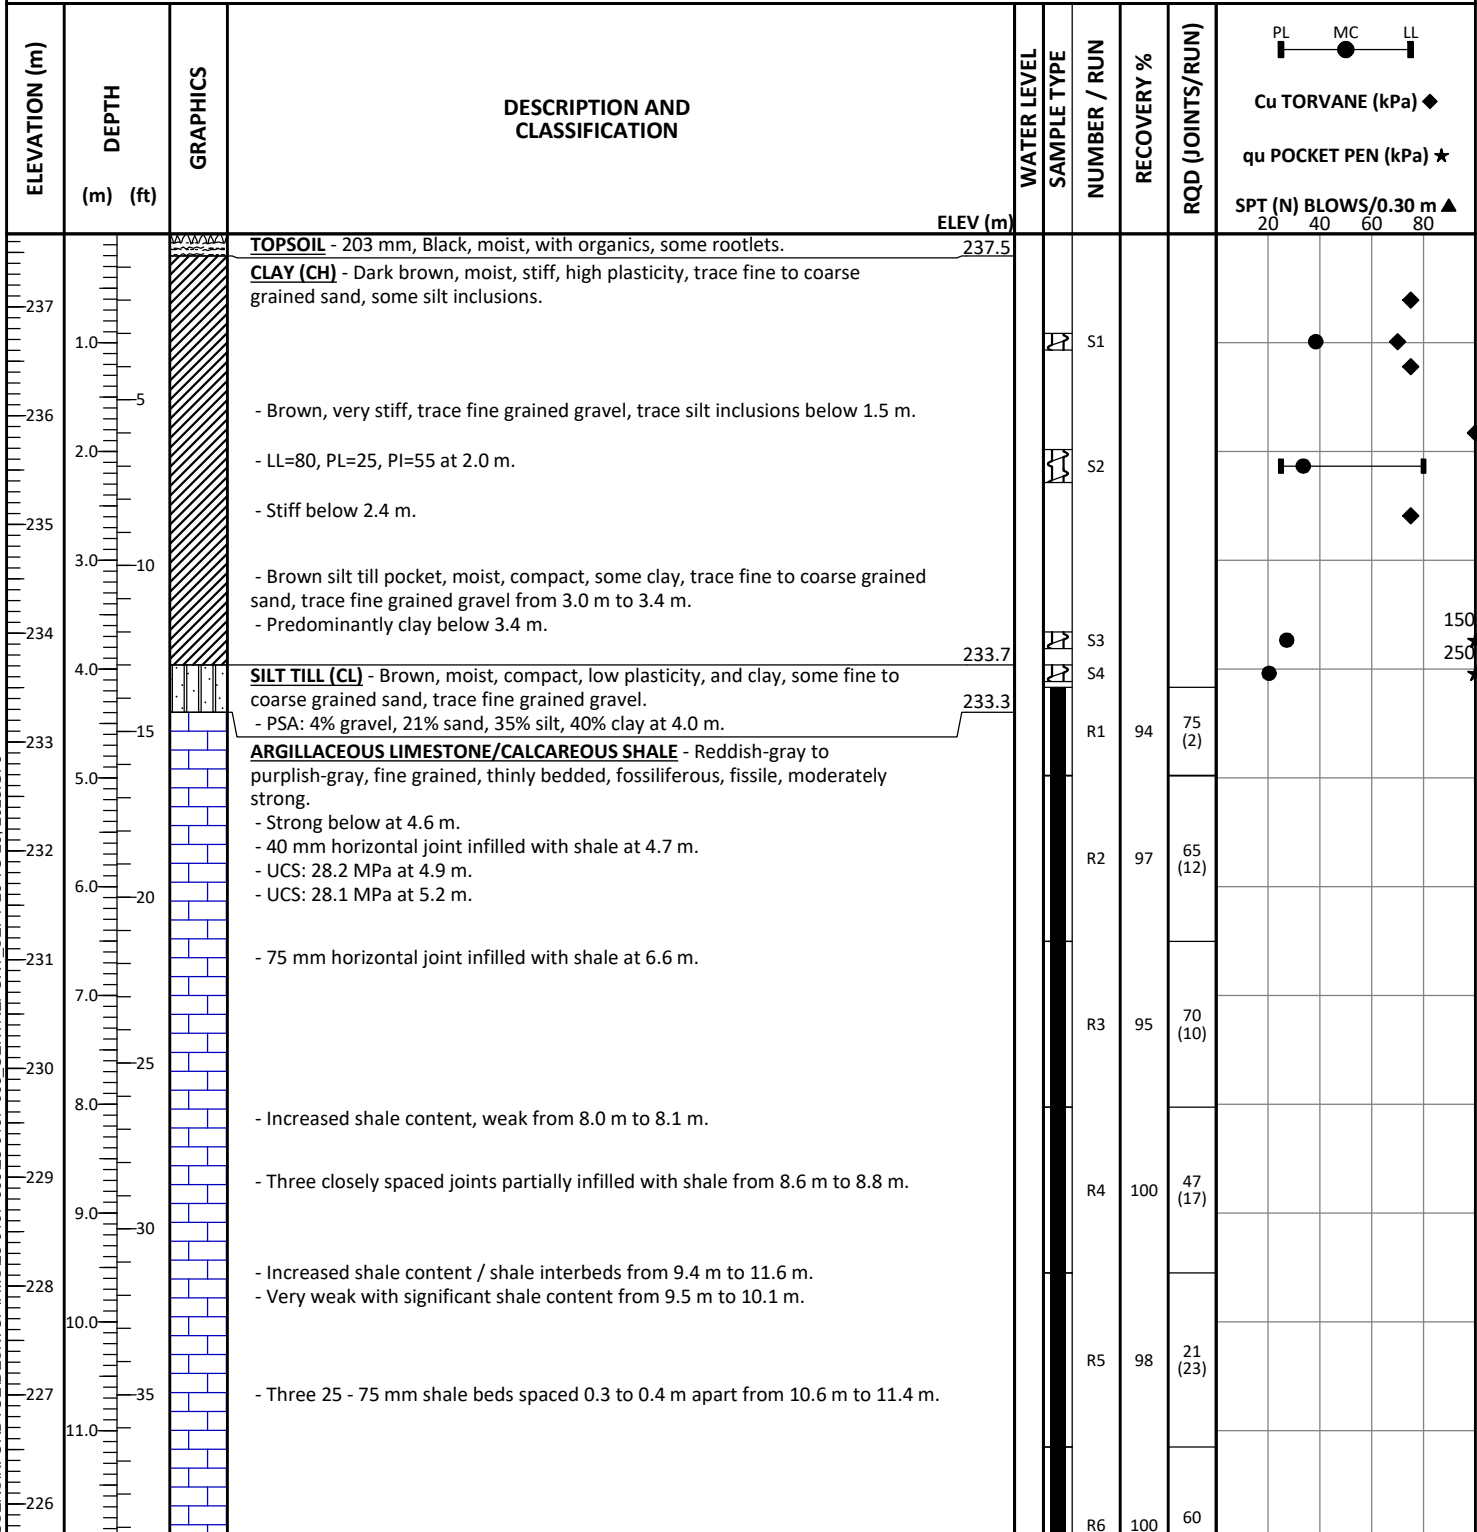 ELEVATION (m)
DEPTH
(m) (ft)
GRAPHICS
DESCRIPTION AND
CLASSIFICATION
ELEV (m)
WATER LEVEL
SAMPLE TYPE
NUMBER / RUN
RECOVERY %
RQD (JOINTS/RUN)
PL MC LL
Cu TORVANE (kPa) ◆
qu POCKET PEN (kPa) ★
SPT (N) BLOWS/0.30 m ▲
20 40 60 80
TOPSOIL - 203 mm, Black, moist, with organics, some rootlets.
237.5
CLAY (CH) - Dark brown, moist, stiff, high plasticity, trace fine to coarse
grained sand, some silt inclusions.
237
1.0
S1
5
- Brown, very stiff, trace fine grained gravel, trace silt inclusions below 1.5 m.
236
2.0
- LL=80, PL=25, PI=55 at 2.0 m.
S2
- Stiff below 2.4 m.
235
3.0
10
- Brown silt till pocket, moist, compact, some clay, trace fine to coarse grained
sand, trace fine grained gravel from 3.0 m to 3.4 m.
- Predominantly clay below 3.4 m.
234
150
S3
233.7
250
4.0
SILT TILL (CL) - Brown, moist, compact, low plasticity, and clay, some fine to
S4
coarse grained sand, trace fine grained gravel.
233.3
- PSA: 4% gravel, 21% sand, 35% silt, 40% clay at 4.0 m.
15
R1 94 75
(2)
233
ARGILLACEOUS LIMESTONE/CALCAREOUS SHALE - Reddish-gray to
purplish-gray, fine grained, thinly bedded, fossiliferous, fissile, moderately
strong.
5.0
- Strong below at 4.6 m.
- 40 mm horizontal joint infilled with shale at 4.7 m.
232
R2 97 65
(12)
- UCS: 28.2 MPa at 4.9 m.
- UCS: 28.1 MPa at 5.2 m.
6.0
20
- 75 mm horizontal joint infilled with shale at 6.6 m.
231
7.0
R3 95 70
(10)
25
230
8.0
- Increased shale content, weak from 8.0 m to 8.1 m.
229
- Three closely spaced joints partially infilled with shale from 8.6 m to 8.8 m.
R4 100 47
(17)
9.0
30
- Increased shale content / shale interbeds from 9.4 m to 11.6 m.
228
- Very weak with significant shale content from 9.5 m to 10.1 m.
10.0
R5 98 21
(23)
227
35
- Three 25 - 75 mm shale beds spaced 0.3 to 0.4 m apart from 10.6 m to 11.4 m.
11.0
226
R6 100 60